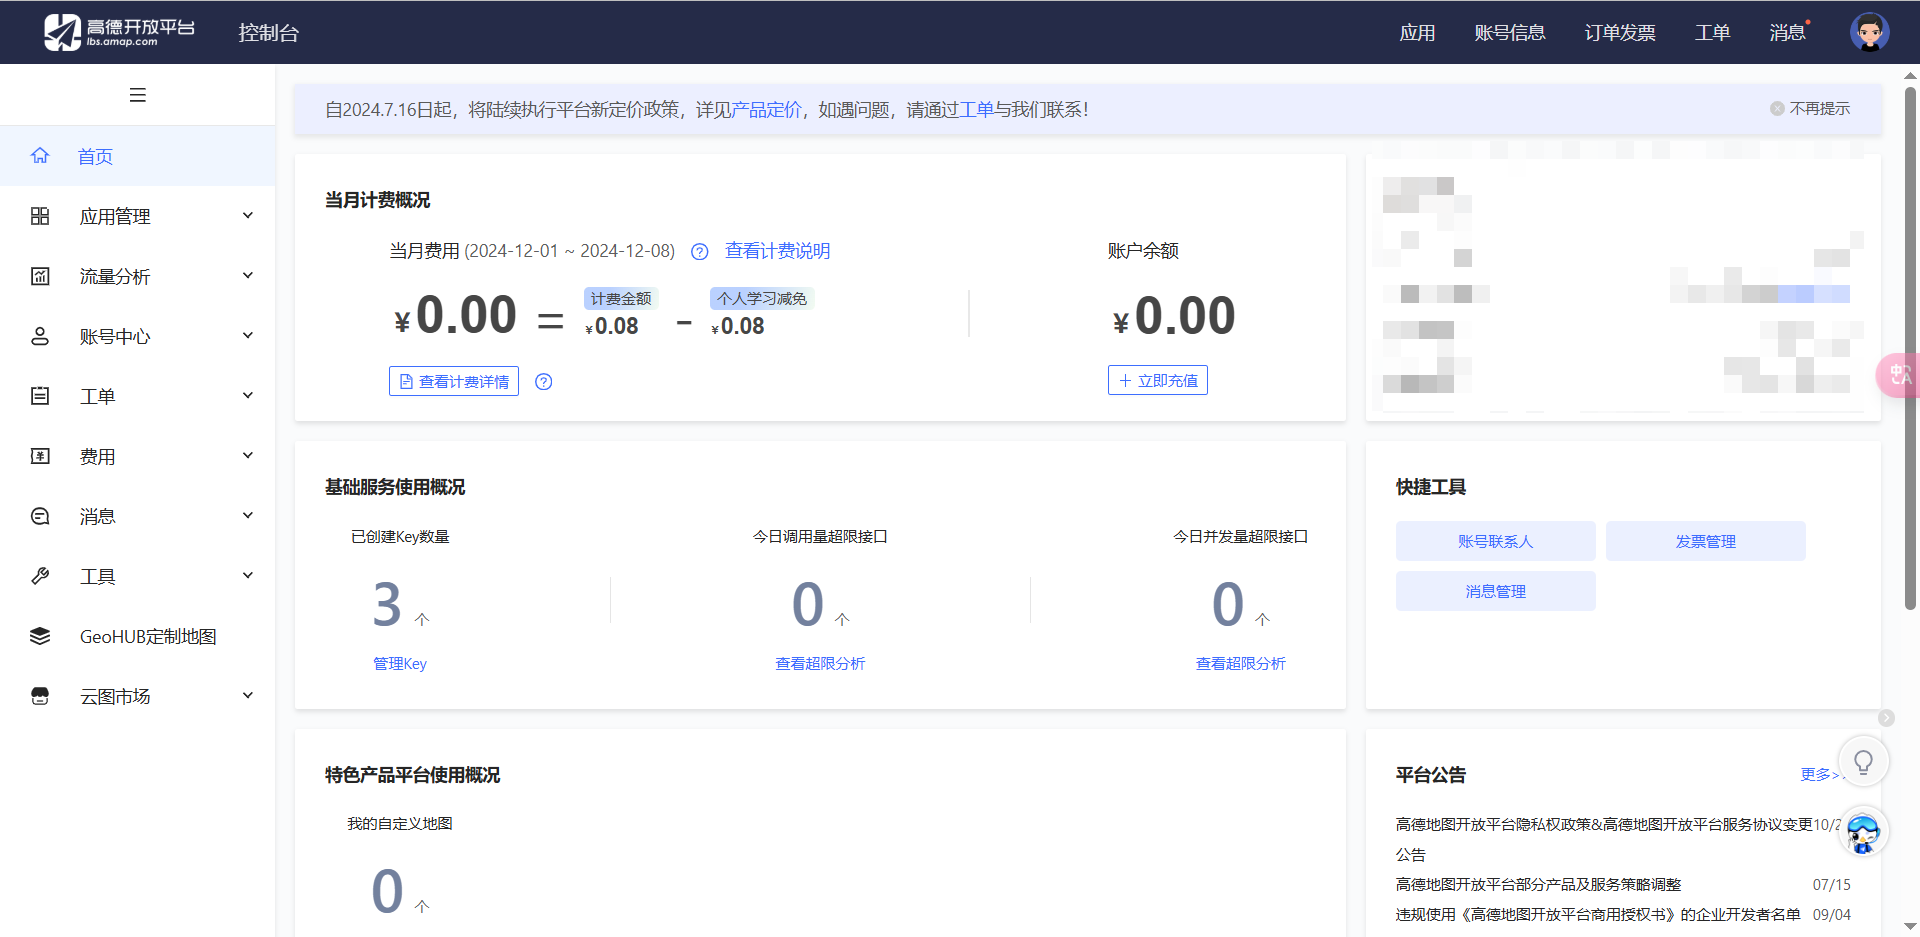 高德开放平台
lbs.amap.com
控制台
应用
账号信息
订单发票
工单
消息
首页
应用管理
流量分析
账号中心
工单
费用
消息
工具
GeoHUB定制地图
云图市场
自2024.7.16日起，将陆续执行平台新定价政策，详见产品定价，如遇问题，请通过工单与我们联系！
不再提示
当月计费概况
当月费用 (2024-12-01 ~ 2024-12-08)
查看计费说明
¥0.00 =
计费金额
¥0.08
-
个人学习减免
¥0.08
查看计费详情
账户余额
¥0.00
立即充值
基础服务使用概况
已创建Key数量
3 个
管理Key
今日调用量超限接口
0 个
查看超限分析
今日并发量超限接口
0 个
查看超限分析
快捷工具
账号联系人
发票管理
消息管理
特色产品平台使用概况
我的自定义地图
0 个
平台公告
更多>
高德地图开放平台隐私权政策&高德地图开放平台服务协议变更 10/2
公告
高德地图开放平台部分产品及服务策略调整 07/15
违规使用《高德地图开放平台商用授权书》的企业开发者名单 09/04